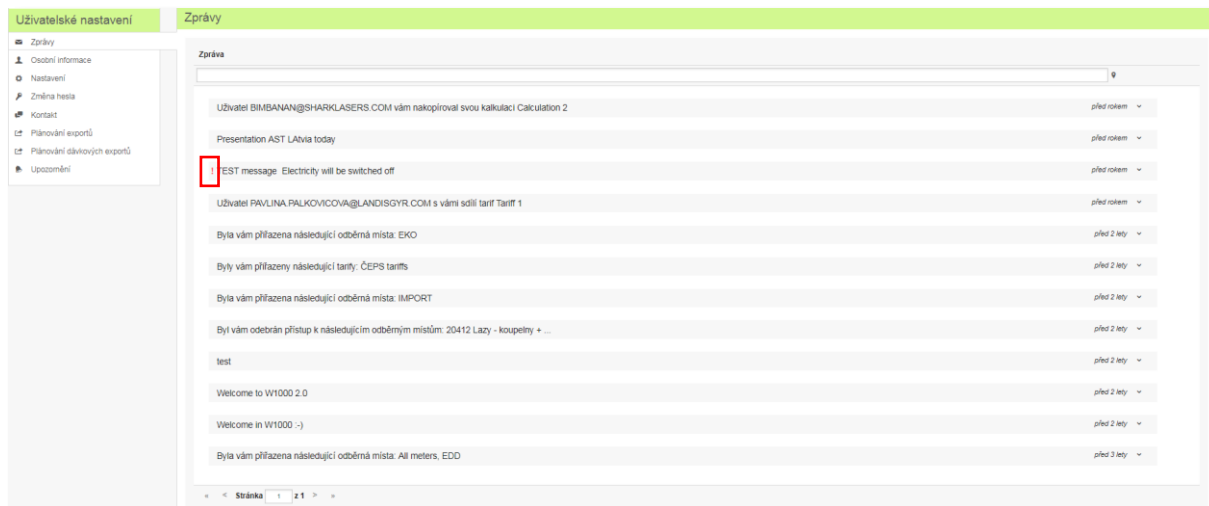 Uživatelské nastavení
Zprávy
Zprávy
Osobní informace
Nastavení
Změna hesla
Kontakt
Plánování exportů
Plánování dávkových exportů
Upozornění
Zpráva
Uživatel BIMBANAN@SHARKLASERS.COM vám nakopíroval svou kalkulaci Calculation 2 před rokem
Presentation AST LAtvia today před rokem
! TEST message Electricity will be switched off před rokem
Uživatel PAVLINA.PALKOVICOVA@LANDISGYR.COM s vámi sdílí tarif Tariff 1 před rokem
Byla vám přiřazena následující odběrná místa: EKO před 2 lety
Byly vám přiřazeny následující tarify: ČEPS tariffs před 2 lety
Byla vám přiřazena následující odběrná místa: IMPORT před 2 lety
Byl vám odebrán přístup k následujícím odběrným místům: 20412 Lazy - koupelny + ... před 2 lety
test před 2 lety
Welcome to W1000 2.0 před 2 lety
Welcome in W1000 :-) před 2 lety
Byla vám přiřazena následující odběrná místa: All meters, EDD před 3 lety
« < Stránka 1 z 1 > »